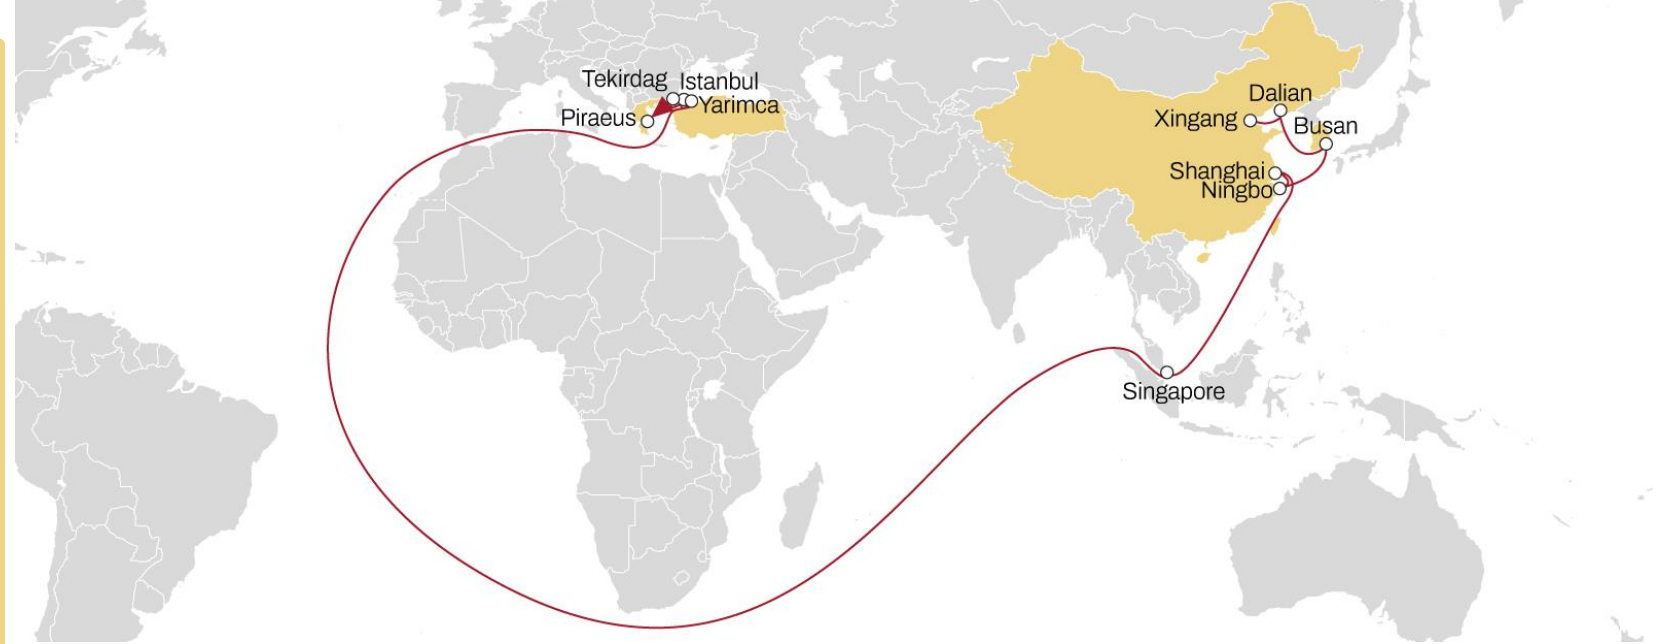 Tekirdag
Istanbul
Yarimca
Piraeus
Dalian
Xingang
Busan
Shanghai
Ningbo
Singapore